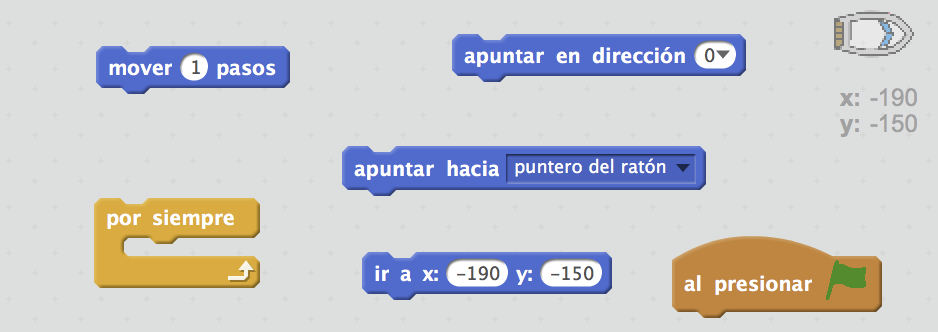 mover 1 pasos
apuntar en dirección 0
x: -190
y: -150
apuntar hacia puntero del ratón
por siempre
ir a x: -190 y: -150
al presionar